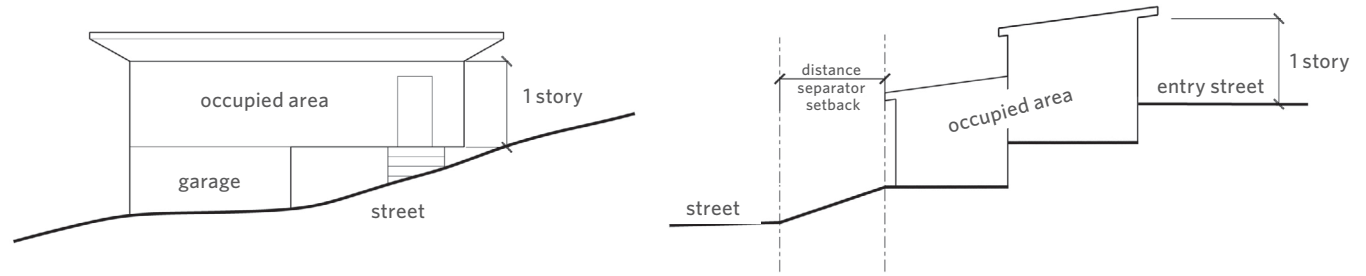 occupied area
1 story
garage
street
distance
separator
setback
occupied area
1 story
entry street
street